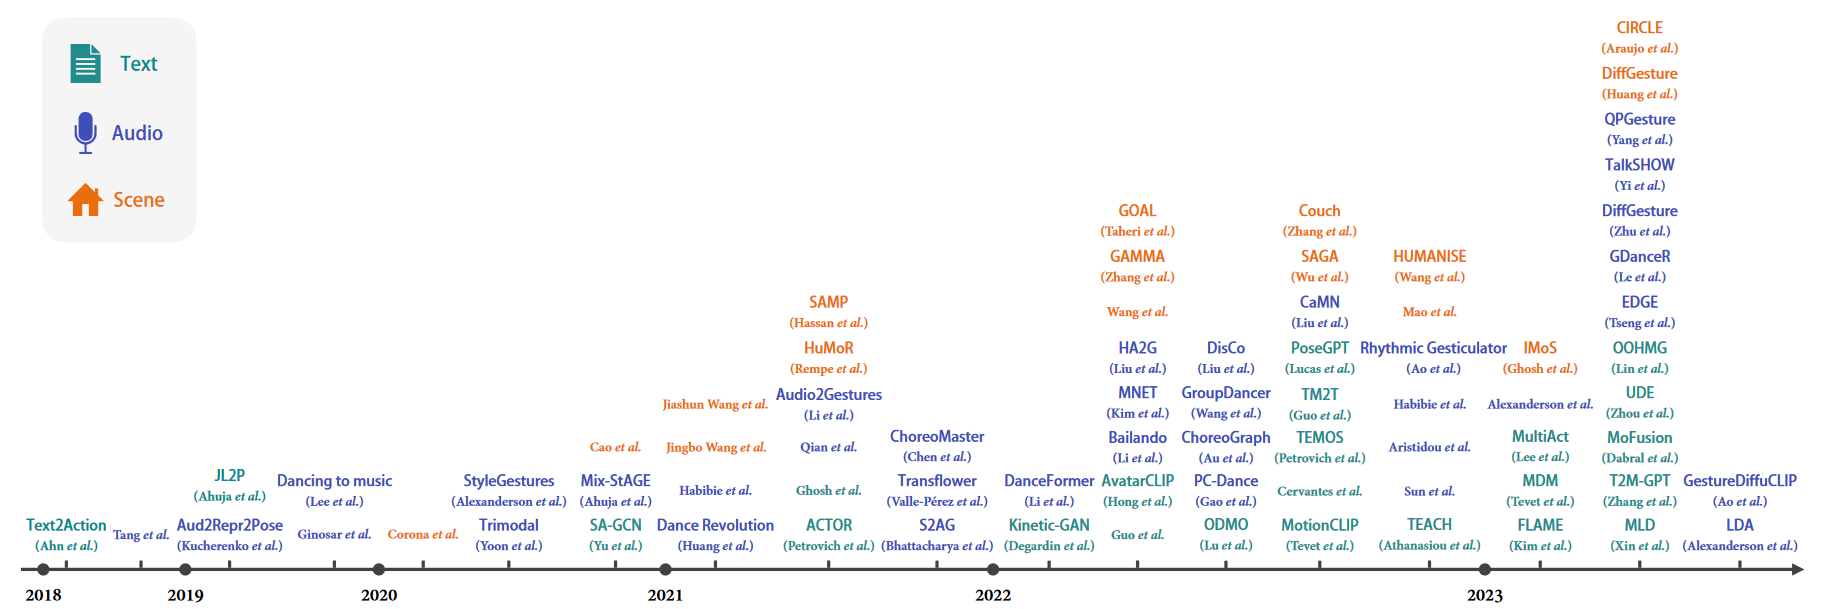 Text
Audio
Scene
Text2Action
(Ahn et al.)
Tang et al.
JL2P
(Ahuja et al.)
Aud2Repr2Pose
(Kucherenko et al.)
Dancing to music
(Lee et al.)
Ginosar et al.
Corona et al.
StyleGestures
(Alexanderson et al.)
Trimodal
(Yoon et al.)
Cao et al.
Mix-StAGE
(Ahuja et al.)
SA-GCN
(Yu et al.)
Jiashun Wang et al.
Jingbo Wang et al.
Habibie et al.
Dance Revolution
(Huang et al.)
SAMP
(Hassan et al.)
HuMoR
(Rempe et al.)
Audio2Gestures
(Li et al.)
Qian et al.
Ghosh et al.
ACTOR
(Petrovich et al.)
ChoreoMaster
(Chen et al.)
Transflower
(Valle-Pérez et al.)
S2AG
(Bhattacharya et al.)
DanceFormer
(Li et al.)
Kinetic-GAN
(Degardin et al.)
GOAL
(Taheri et al.)
GAMMA
(Zhang et al.)
Wang et al.
HA2G
(Liu et al.)
MNET
(Kim et al.)
Bailando
(Li et al.)
AvatarCLIP
(Hong et al.)
Guo et al.
DisCo
(Liu et al.)
GroupDancer
(Wang et al.)
ChoreoGraph
(Au et al.)
PC-Dance
(Gao et al.)
ODMO
(Lu et al.)
Couch
(Zhang et al.)
SAGA
(Wu et al.)
CaMN
(Liu et al.)
PoseGPT
(Lucas et al.)
TM2T
(Guo et al.)
TEMOS
(Petrovich et al.)
Cervantes et al.
MotionCLIP
(Tevet et al.)
HUMANISE
(Wang et al.)
Mao et al.
Rhythmic Gesticulator
(Ao et al.)
Habibie et al.
Aristidou et al.
Sun et al.
TEACH
(Athanasiou et al.)
IMoS
(Ghosh et al.)
Alexanderson et al.
MultiAct
(Lee et al.)
MDM
(Tevet et al.)
FLAME
(Kim et al.)
CIRCLE
(Araujo et al.)
DiffGesture
(Huang et al.)
QPGesture
(Yang et al.)
TalkSHOW
(Yi et al.)
DiffGesture
(Zhu et al.)
GDanceR
(Le et al.)
EDGE
(Tseng et al.)
OOHMG
(Lin et al.)
UDE
(Zhou et al.)
MoFusion
(Dabral et al.)
T2M-GPT
(Zhang et al.)
MLD
(Xin et al.)
GestureDiffuCLIP
(Ao et al.)
LDA
(Alexanderson et al.)
2018
2019
2020
2021
2022
2023